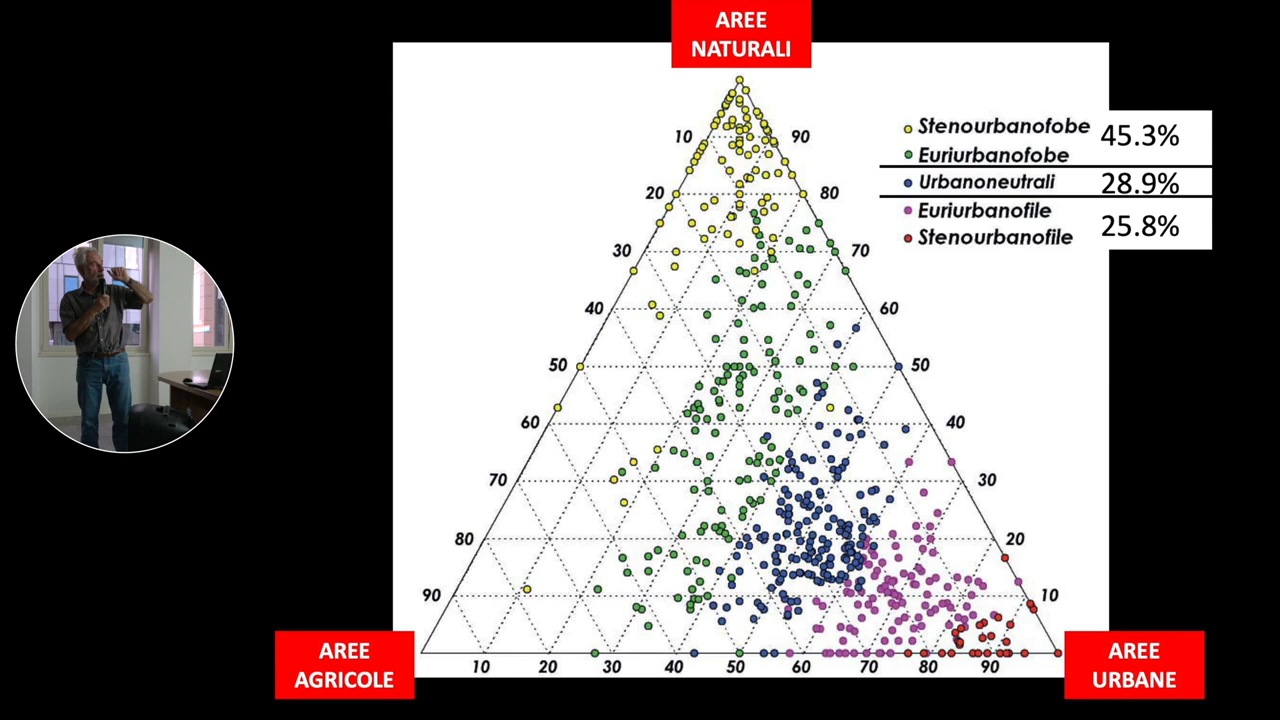 AREE
NATURALI
Stenourbanofobe 45.3%
Euriurbanofobe
Urbanoneutrali 28.9%
Euriurbanofile 25.8%
Stenourbanofile
10 90
20 80
30 70
40 60
50 50
60 40
70 30
80 20
90 10
10 20 30 40 50 60 70 80 90
AREE
AGRICOLE
AREE
URBANE